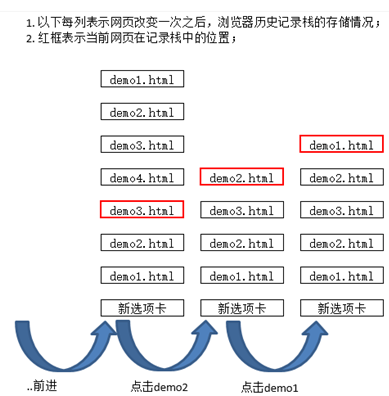 1. 以下每列表示网页改变一次之后，浏览器历史记录栈的存储情况；
2. 红框表示当前网页在记录栈中的位置；
demo1.html
demo2.html
demo3.html demo1.html
demo4.html demo2.html demo2.html
demo3.html demo3.html demo3.html
demo2.html demo2.html demo2.html
demo1.html demo1.html demo1.html
新选项卡 新选项卡 新选项卡
..前进 点击demo2 点击demo1